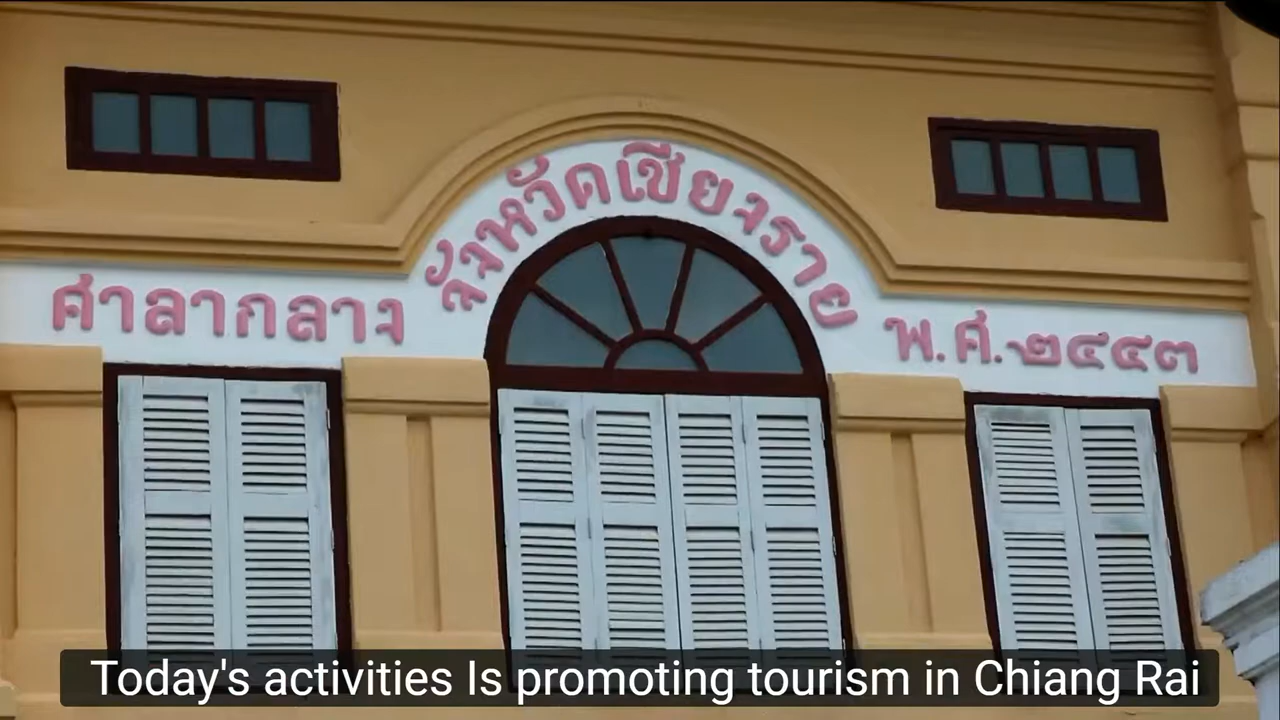 ศาลากลาง จังหวัดเชียงราย พ.ศ.๒๔๔๓
Today's activities Is promoting tourism in Chiang Rai